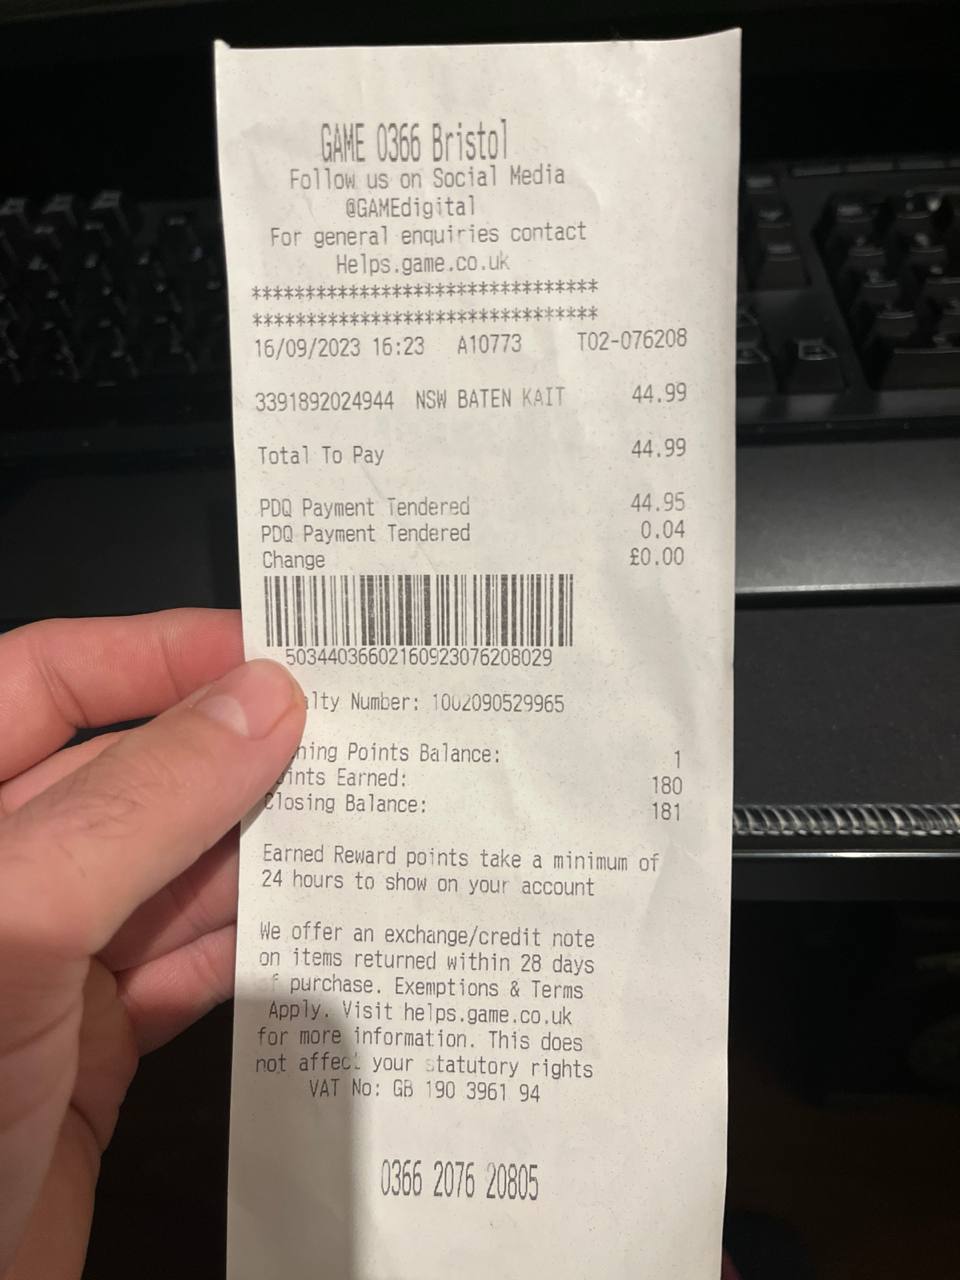 GAME 0366 Bristol
Follow us on Social Media
@GAMEdigital
For general enquiries contact
Helps.game.co.uk
*********************************
*********************************
16/09/2023 16:23 A10773 T02-076208
3391892024944 NSW BATEN KAIT 44.99
Total To Pay 44.99
PDQ Payment Tendered 44.95
PDQ Payment Tendered 0.04
Change £0.00
5034403660216092307620 8029
alty Number: 1002090529965
ning Points Balance: 1
oints Earned: 180
Closing Balance: 181
Earned Reward points take a minimum of
24 hours to show on your account
We offer an exchange/credit note
on items returned within 28 days
f purchase. Exemptions & Terms
Apply. Visit helps.game.co.uk
for more information. This does
not affect your statutory rights
VAT No: GB 190 3961 94
0366 2076 20805